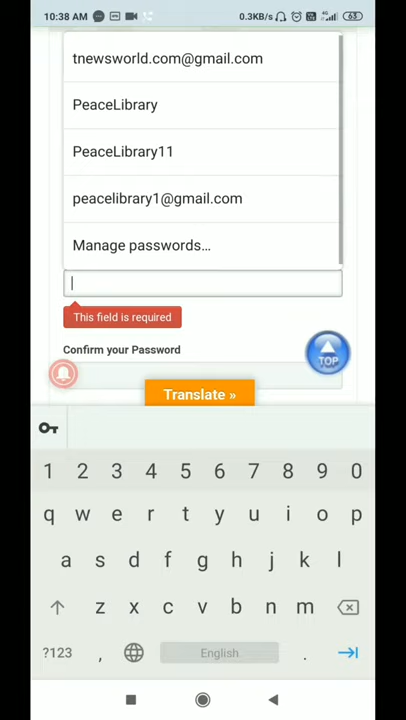 10:38 AM
0.3KB/s
63
tnewsworld.com@gmail.com
PeaceLibrary
PeaceLibrary11
peacelibrary1@gmail.com
Manage passwords...
This field is required
Confirm your Password
TOP
Translate »
1 2 3 4 5 6 7 8 9 0
q w e r t y u i o p
a s d f g h j k l
z x c v b n m
?123 , English .